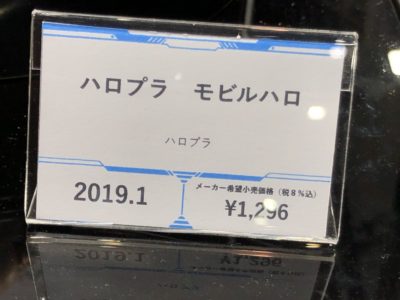 ハロプラ　モビルハロ
ハロプラ
2019.1
メーカー希望小売価格（税8％込）
¥1,296